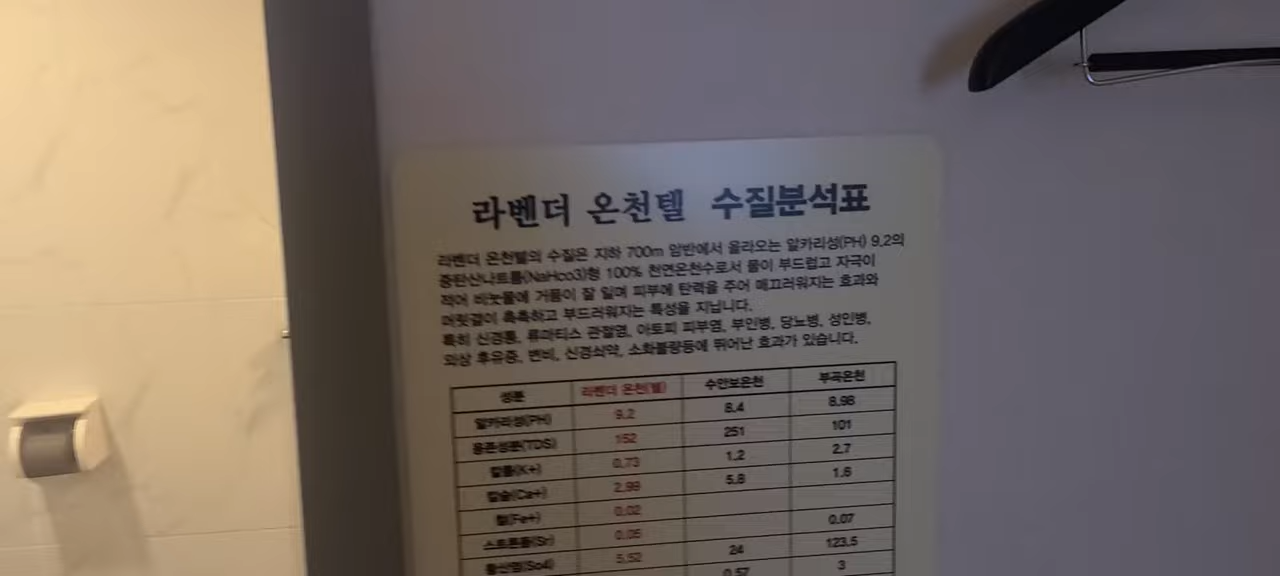 라벤더 온천텔 수질분석표
라벤더 온천텔의 수질은 지하 700m 암반에서 올라오는 알카리성(PH) 9.2의
중탄산나트륨(NaHco3)형 100% 천연온천수로서 물이 부드럽고 자극이
적어 비눗물에 거품이 잘 일며 피부에 탄력을 주어 매끄러워지는 효과와
머릿결이 촉촉하고 부드러워지는 특성을 지닙니다.
특히 신경통, 류마티스 관절염, 아토피 피부염, 부인병, 당뇨병, 성인병,
외상 후유증, 변비, 신경쇠약, 소화불량등에 뛰어난 효과가 있습니다.
성분 라벤더 온천(텔) 수안보온천 부곡온천
알카리성(PH) 9.2 8.4 8.98
용존성분(TDS) 152 251 101
칼륨(K+) 0.73 1.2 2.7
칼슘(Ca+) 2.99 5.8 1.6
철(Fe+) 0.02
스트론튬(Sr) 0.05 0.07
황산염(So4) 5.52 24 123.5
0.57 3